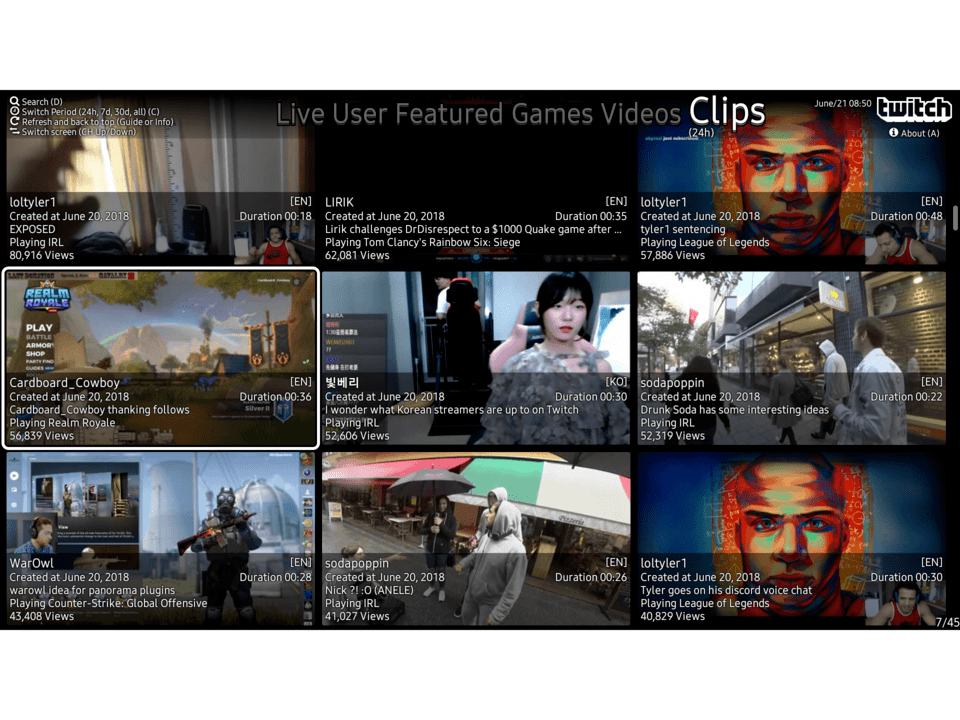 Search (D)
Switch Period (24h, 7d, 30d, all) (C)
Refresh and back to top (Guide or Info)
Switch screen (CH Up/Down)
Live User Featured Games Videos Clips
(24h)
June/21 08:50
twitch
About (A)
loltyler1 [EN]
Created at June 20, 2018 Duration 00:18
EXPOSED
Playing IRL
80,916 Views
LIRIK [EN]
Created at June 20, 2018 Duration 00:35
Lirik challenges DrDisrespect to a $1000 Quake game after ...
Playing Tom Clancy's Rainbow Six: Siege
62,081 Views
just subscribed
loltyler1 [EN]
Created at June 20, 2018 Duration 00:48
tyler1 sentencing
Playing League of Legends
57,886 Views
REALM
ROYALE
PLAY
BATTLE
ARMORY
SHOP
PARTY FINDER
GUIDES
Silver II
Cardboard_Cowboy [EN]
Created at June 20, 2018 Duration 00:36
Cardboard_Cowboy thanking follows
Playing Realm Royale
56,839 Views
빛베리 [KO]
Created at June 20, 2018 Duration 00:30
I wonder what Korean streamers are up to on Twitch
Playing IRL
52,606 Views
sodapoppin [EN]
Created at June 20, 2018 Duration 00:22
Drunk Soda has some interesting ideas
Playing IRL
52,319 Views
View
WarOwl [EN]
Created at June 20, 2018 Duration 00:28
warowl idea for panorama plugins
Playing Counter-Strike: Global Offensive
43,408 Views
Pizzeria
sodapoppin [EN]
Created at June 20, 2018 Duration 00:26
Nick ?! :O (ANELE)
Playing IRL
41,027 Views
loltyler1 [EN]
Created at June 20, 2018 Duration 00:30
Tyler goes on his discord voice chat
Playing League of Legends
40,829 Views
7/45